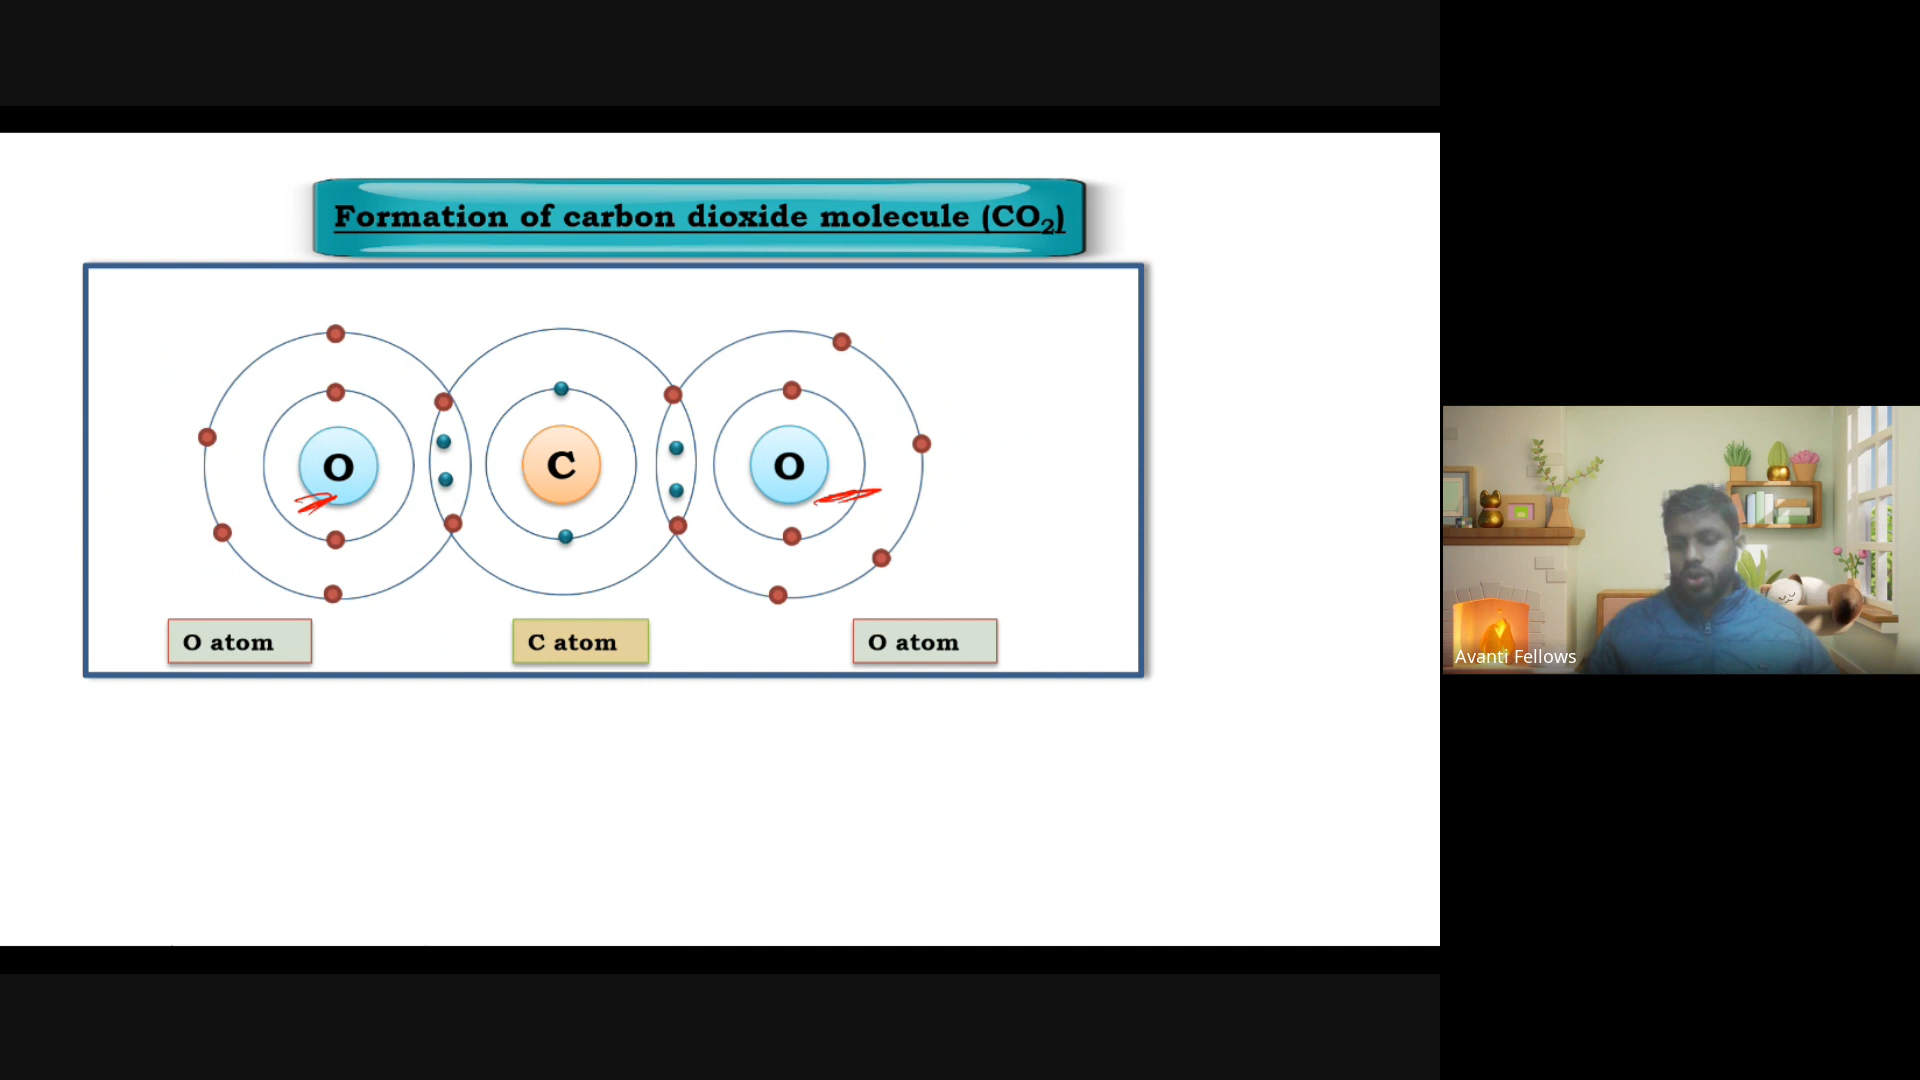 Formation of carbon dioxide molecule (CO₂)
O
C
O
O atom
C atom
O atom
Avanti Fellows